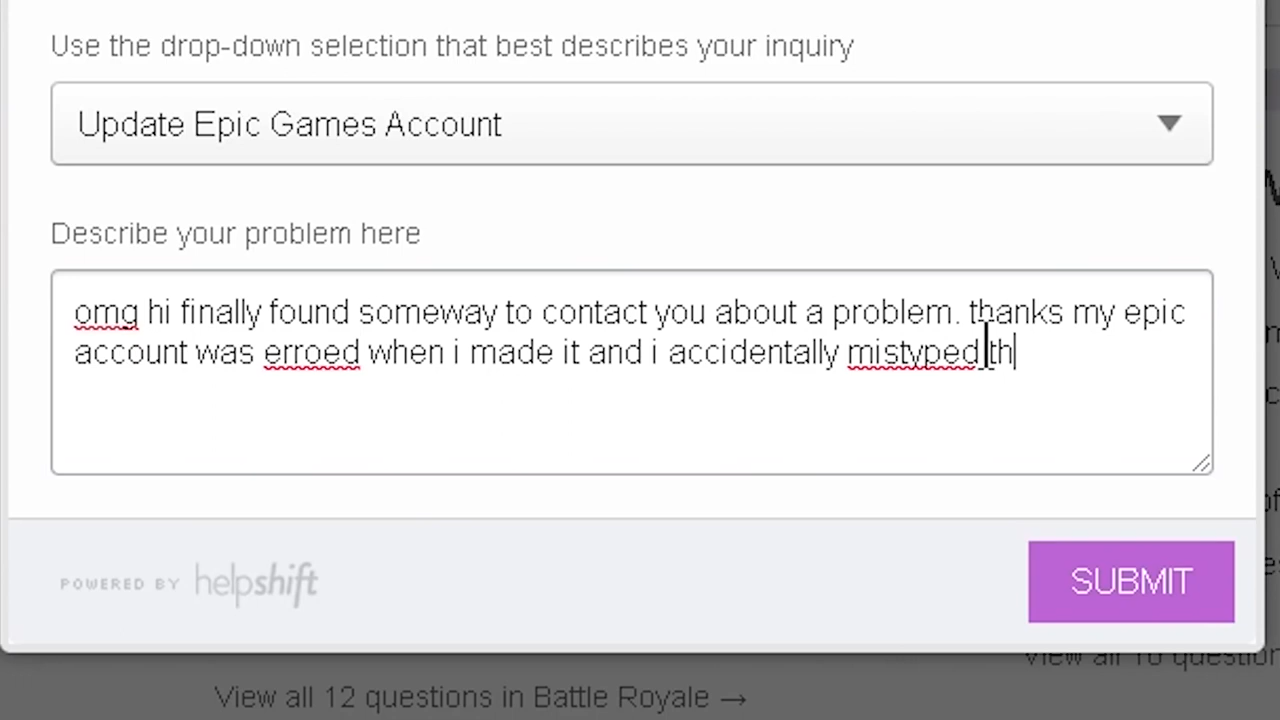 Use the drop-down selection that best describes your inquiry
Update Epic Games Account
Describe your problem here
omg hi finally found someway to contact you about a problem. thanks my epic
account was erroed when i made it and i accidentally mistyped th
POWERED BY helpshift
SUBMIT
View all 12 questions in Battle Royale →